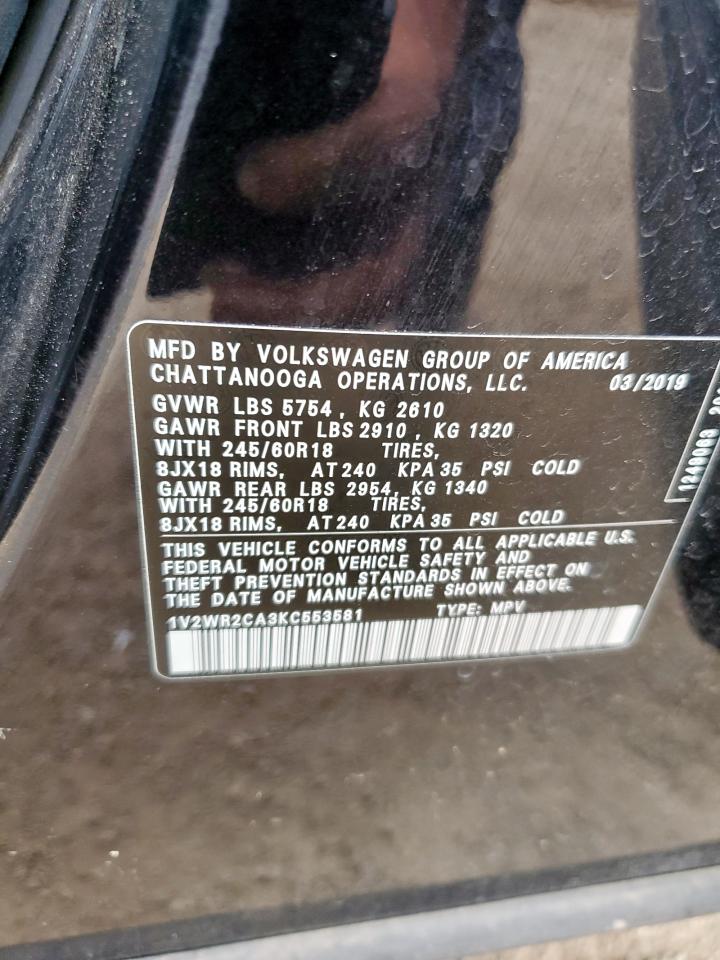 MFD BY VOLKSWAGEN GROUP OF AMERICA
CHATTANOOGA OPERATIONS, LLC. 03/2019
GVWR LBS 5754, KG 2610
GAWR FRONT LBS 2910, KG 1320
WITH 245/60R18 TIRES,
8JX18 RIMS, AT 240 KPA 35 PSI COLD
GAWR REAR LBS 2954, KG 1340
WITH 245/60R18 TIRES,
8JX18 RIMS, AT 240 KPA 35 PSI COLD
THIS VEHICLE CONFORMS TO ALL APPLICABLE U.S.
FEDERAL MOTOR VEHICLE SAFETY AND
THEFT PREVENTION STANDARDS IN EFFECT ON
THE DATE OF MANUFACTURE SHOWN ABOVE.
1V2WR2CA3KC553581 TYPE: MPV